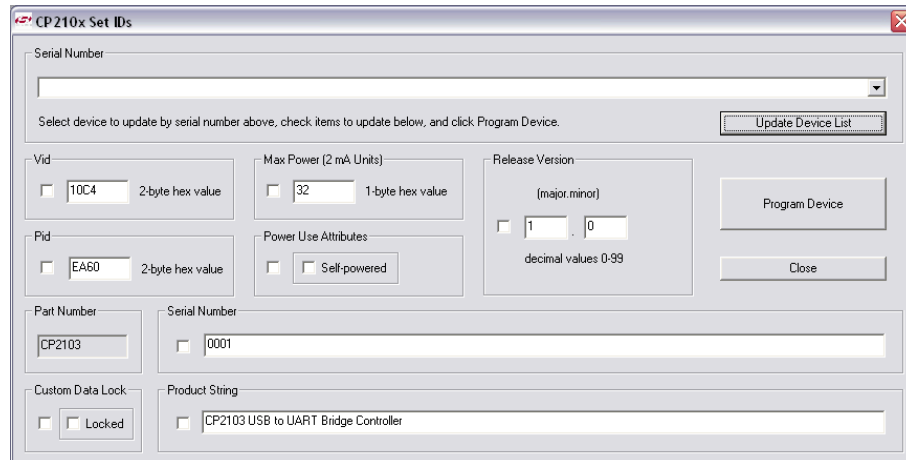 CP210x Set IDs
Serial Number
Select device to update by serial number above, check items to update below, and click Program Device.
Update Device List
Vid
10C4 2-byte hex value
Max Power (2 mA Units)
32 1-byte hex value
Release Version
(major.minor)
1 . 0
decimal values 0-99
Program Device
Pid
EA60 2-byte hex value
Power Use Attributes
Self-powered
Close
Part Number
CP2103
Serial Number
0001
Custom Data Lock
Locked
Product String
CP2103 USB to UART Bridge Controller